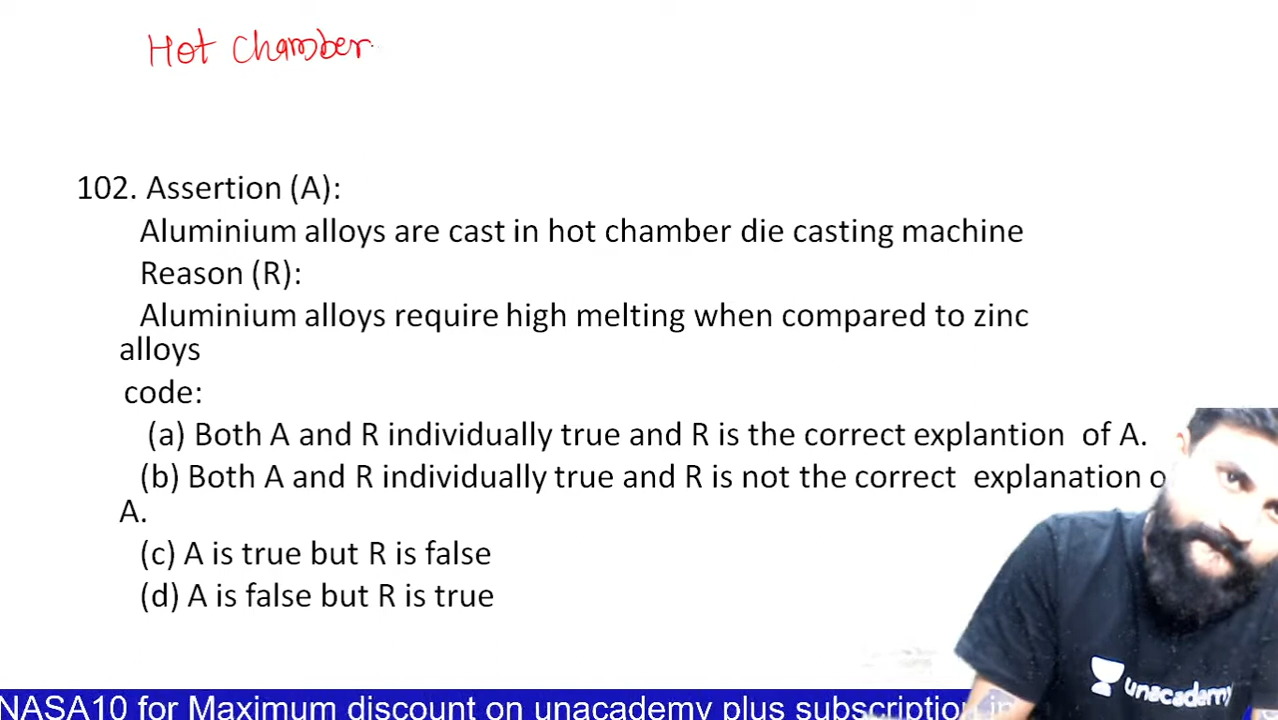 Hot Chamber
102. Assertion (A):
Aluminium alloys are cast in hot chamber die casting machine
Reason (R):
Aluminium alloys require high melting when compared to zinc
alloys
code:
(a) Both A and R individually true and R is the correct explantion of A.
(b) Both A and R individually true and R is not the correct explanation o
A.
(c) A is true but R is false
(d) A is false but R is true
unacademy
NASA10 for Maximum discount on unacademy plus subscription in